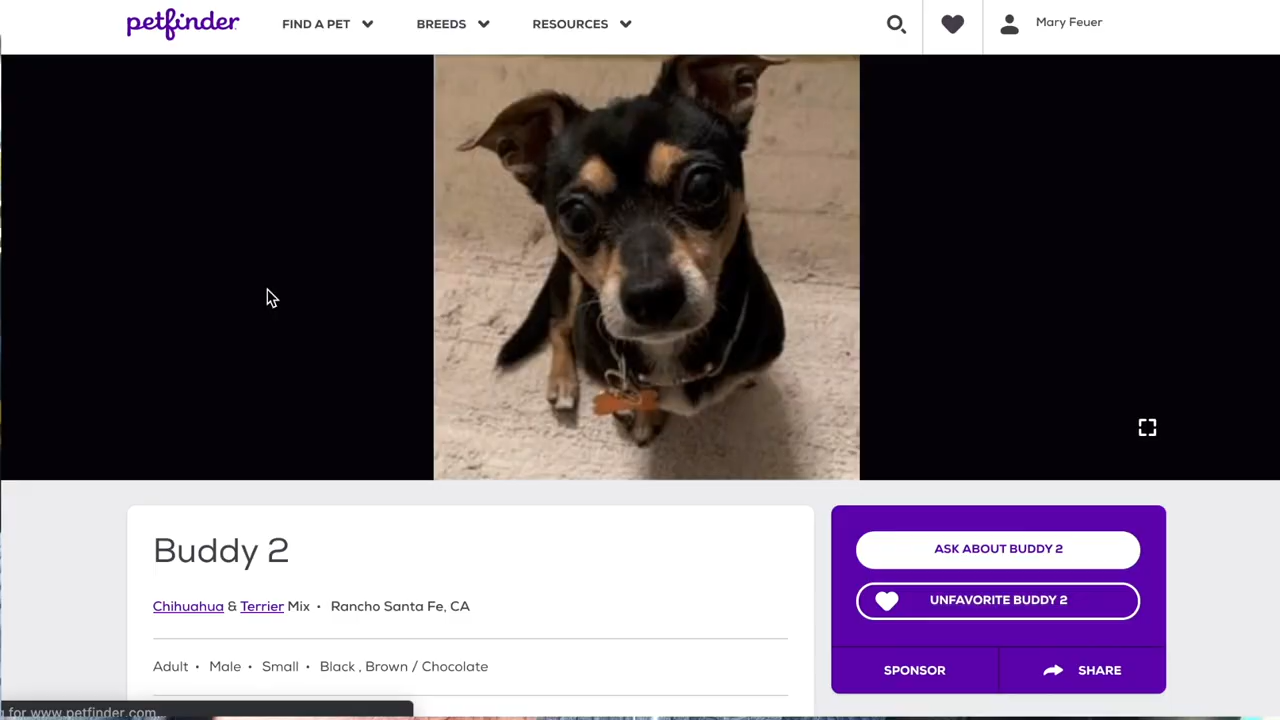 petfinder
FIND A PET
BREEDS
RESOURCES
Mary Feuer
Buddy 2
Chihuahua & Terrier Mix • Rancho Santa Fe, CA
Adult • Male • Small • Black , Brown / Chocolate
ASK ABOUT BUDDY 2
UNFAVORITE BUDDY 2
SPONSOR
SHARE
for www.petfinder.com...